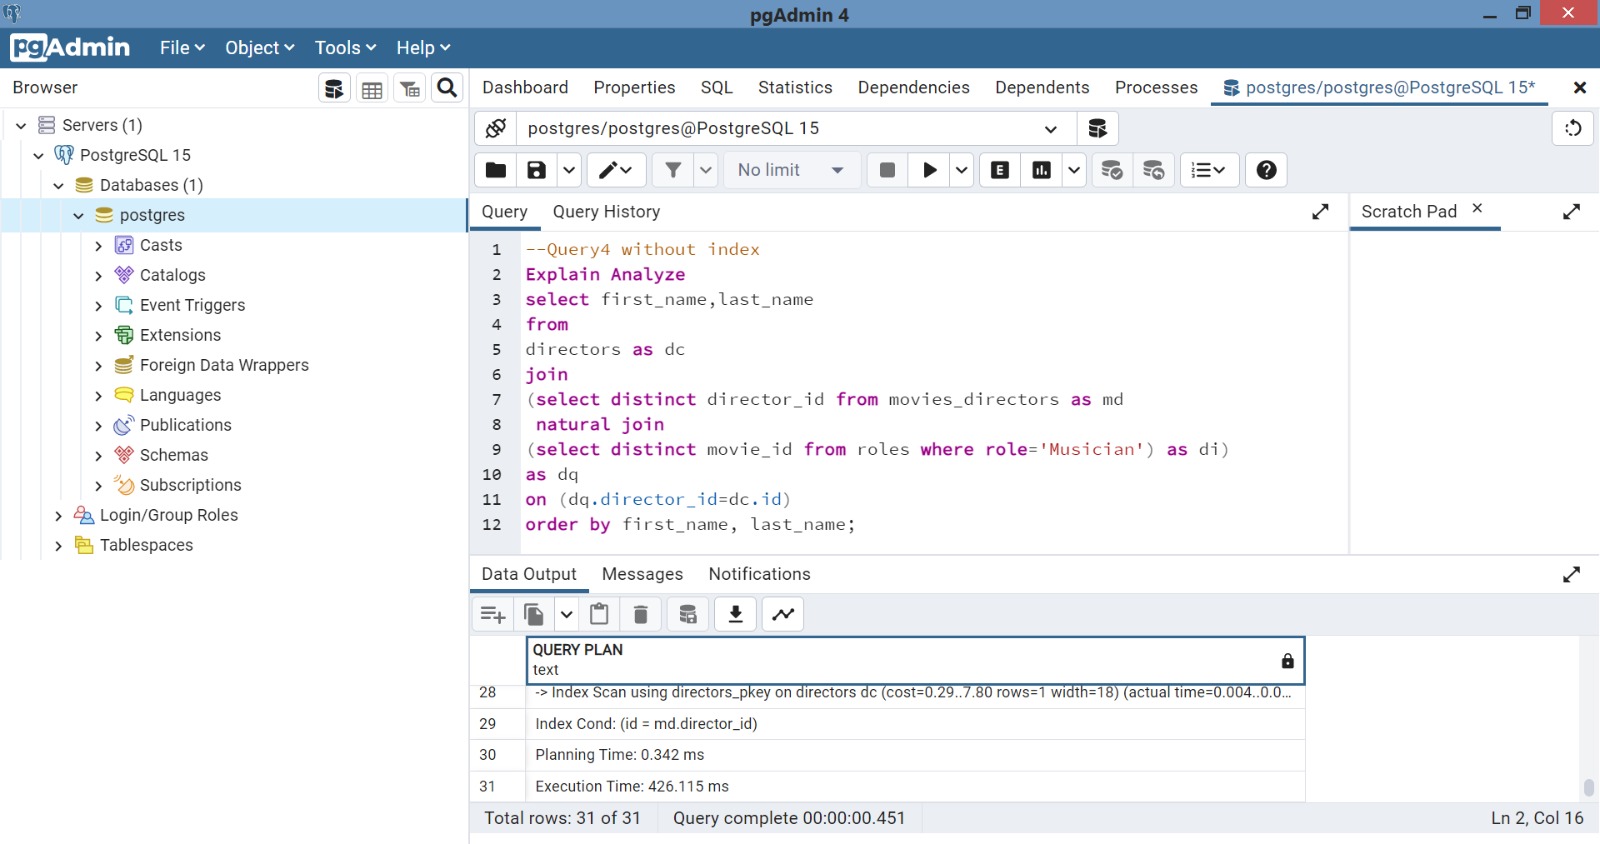 pgAdmin 4
pgAdmin File Object Tools Help
Browser
Dashboard Properties SQL Statistics Dependencies Dependents Processes postgres/postgres@PostgreSQL 15*
Servers (1)
PostgreSQL 15
Databases (1)
postgres
Casts
Catalogs
Event Triggers
Extensions
Foreign Data Wrappers
Languages
Publications
Schemas
Subscriptions
Login/Group Roles
Tablespaces
postgres/postgres@PostgreSQL 15
No limit
E
Query Query History
Scratch Pad
1 --Query4 without index
2 Explain Analyze
3 select first_name,last_name
4 from
5 directors as dc
6 join
7 (select distinct director_id from movies_directors as md
8 natural join
9 (select distinct movie_id from roles where role='Musician') as di)
10 as dq
11 on (dq.director_id=dc.id)
12 order by first_name, last_name;
Data Output Messages Notifications
QUERY PLAN
text
28 -> Index Scan using directors_pkey on directors dc (cost=0.29..7.80 rows=1 width=18) (actual time=0.004..0.0...
29 Index Cond: (id = md.director_id)
30 Planning Time: 0.342 ms
31 Execution Time: 426.115 ms
Total rows: 31 of 31 Query complete 00:00:00.451 Ln 2, Col 16